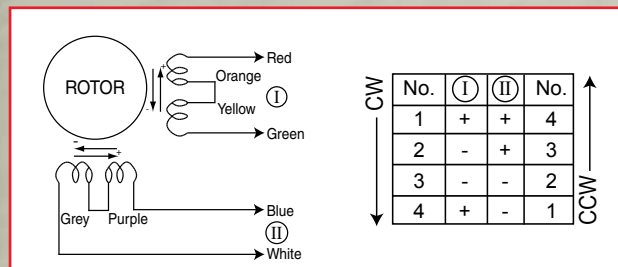 ROTOR
+
-
Red
Orange
Yellow
I
Green
-
+
Grey Purple
Blue
II
White
CW
No. I II No.
1 + + 4
2 - + 3
3 - - 2
4 + - 1
CCW